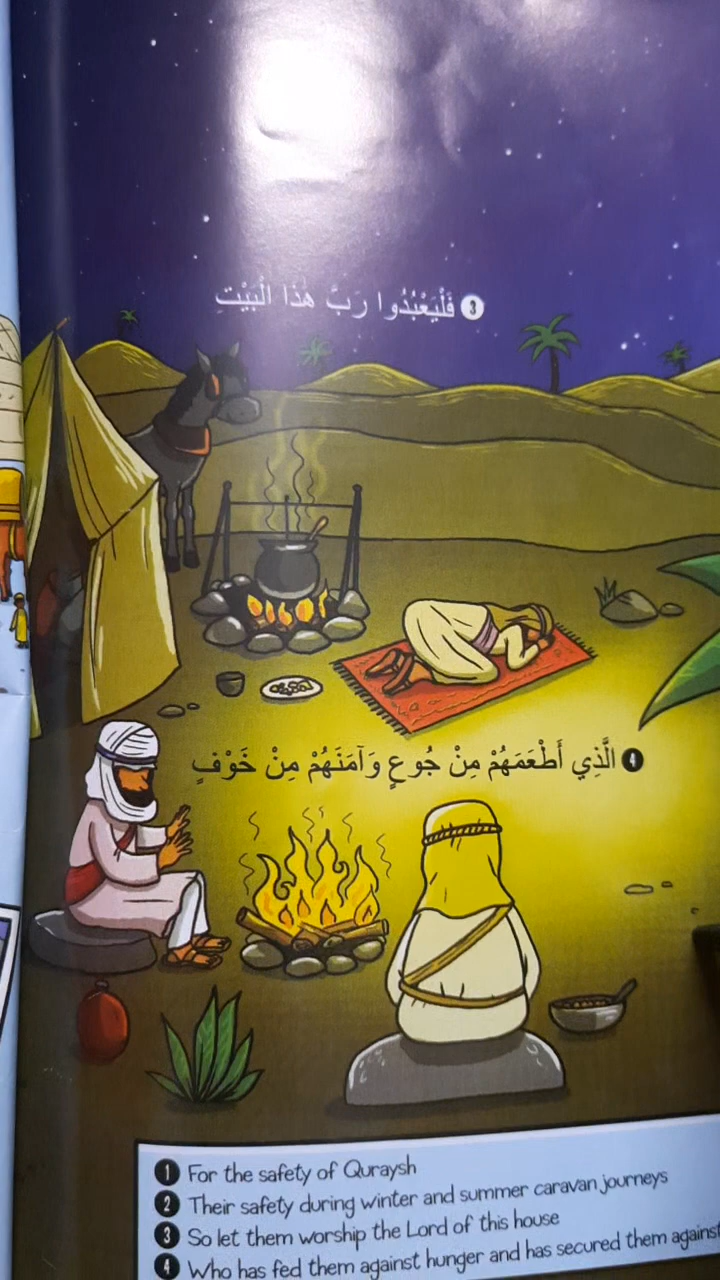 3 فَلْيَعْبُدُوا رَبَّ هَٰذَا الْبَيْتِ
4 الَّذِي أَطْعَمَهُمْ مِنْ جُوعٍ وَآمَنَهُمْ مِنْ خَوْفٍ
1 For the safety of Quraysh
2 Their safety during winter and summer caravan journeys
3 So let them worship the Lord of this house
4 Who has fed them against hunger and has secured them against